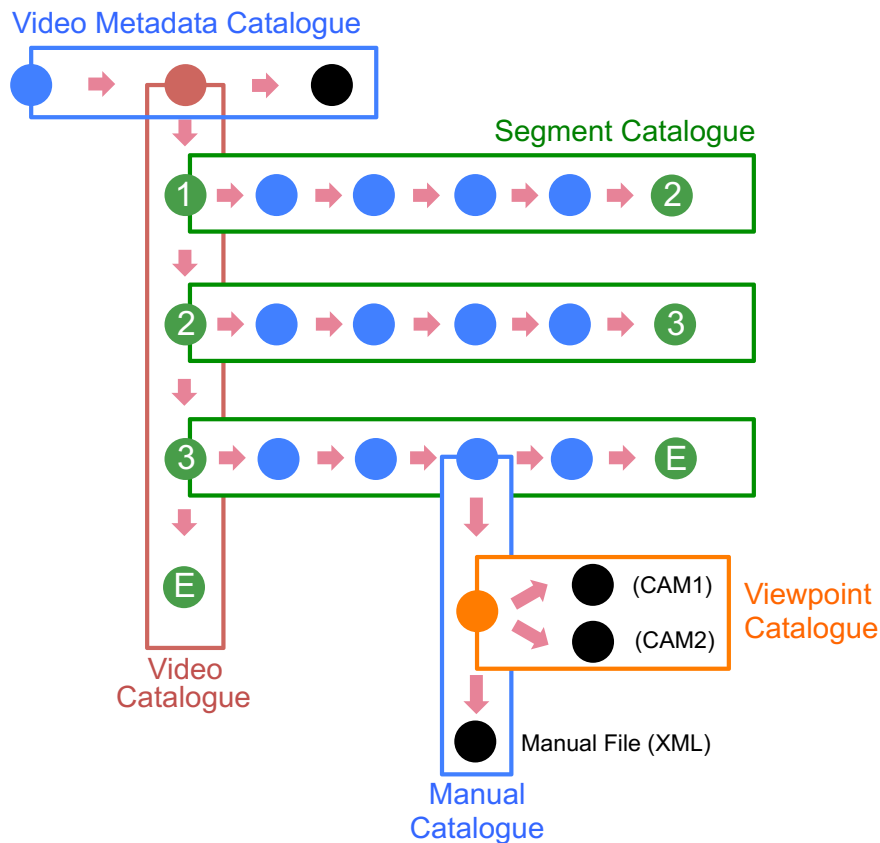 Video Metadata Catalogue
Segment Catalogue
1
2
2
3
3
E
E
(CAM1)
(CAM2)
Viewpoint
Catalogue
Video
Catalogue
Manual File (XML)
Manual
Catalogue